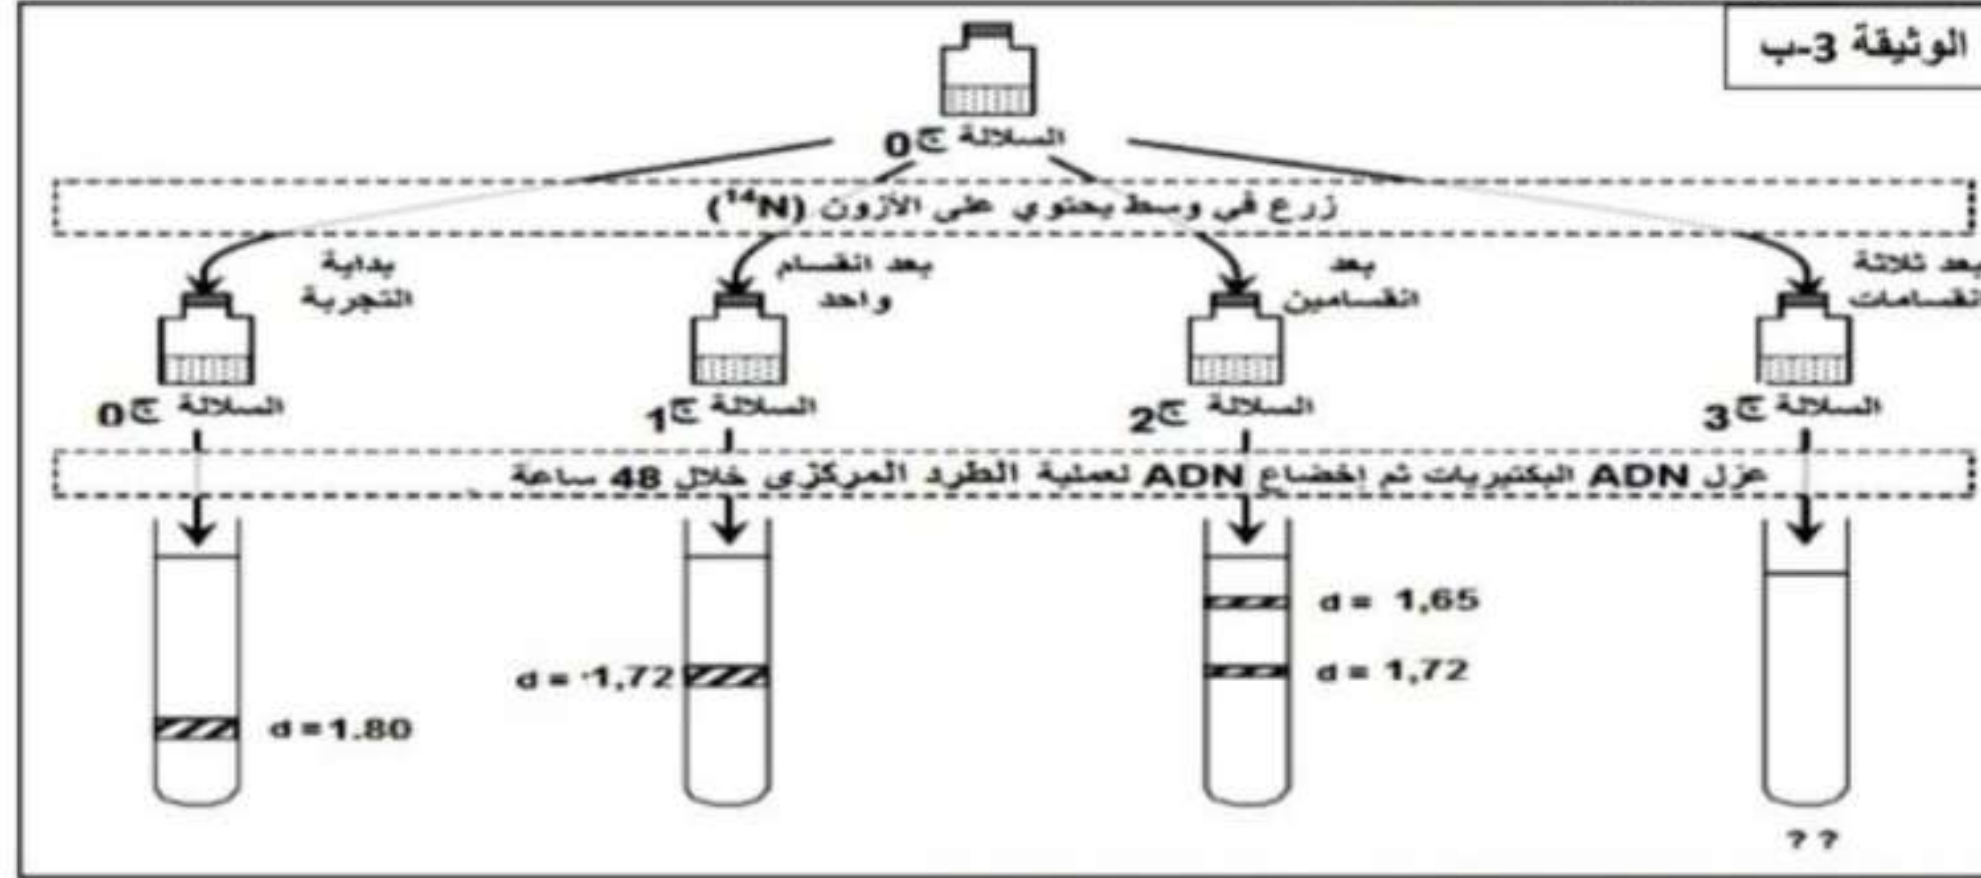 الوثيقة 3-ب
السلالة ج0
زرع في وسط يحتوي على الأزون (¹⁴N)
بداية
التجربة
بعد انقسام
واحد
بعد
انقسامين
بعد ثلاثة
انقسامات
السلالة ج0
السلالة ج1
السلالة ج2
السلالة ج3
عزل ADN البكتيريات ثم إخضاع ADN لعملية الطرد المركزي خلال 48 ساعة
d = 1,65
d = 1,72
d = 1,72
d = 1.80
? ?